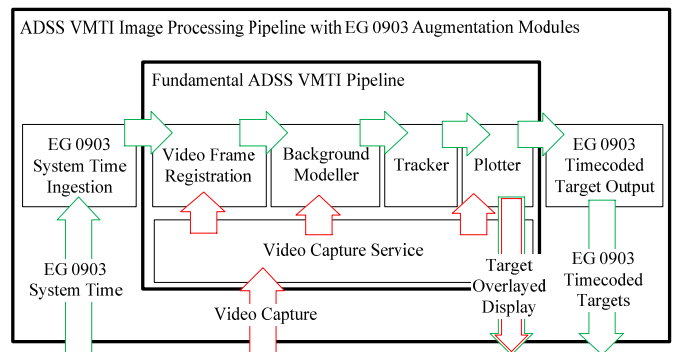 ADSS VMTI Image Processing Pipeline with EG 0903 Augmentation Modules
Fundamental ADSS VMTI Pipeline
EG 0903
System Time
Ingestion
Video Frame
Registration
Background
Modeller
Tracker
Plotter
EG 0903
Timecoded
Target Output
Video Capture Service
EG 0903
System Time
Video Capture
Target
Overlayed
Display
EG 0903
Timecoded
Targets